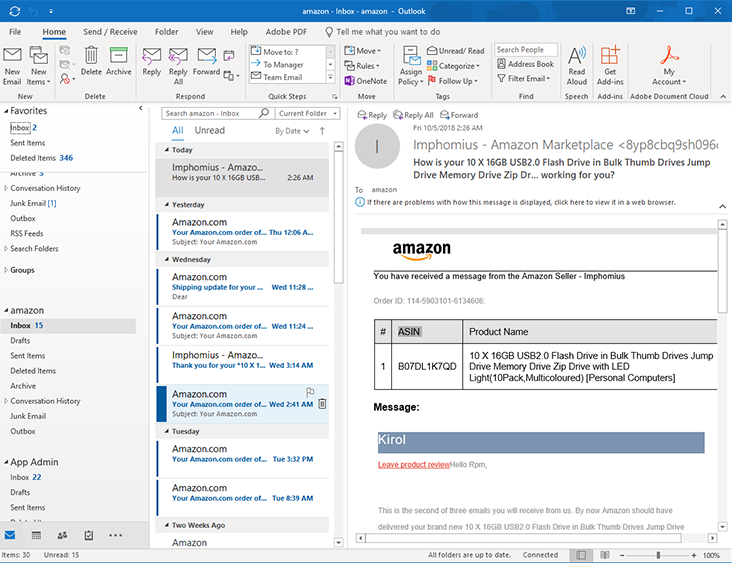 amazon - Inbox - amazon - Outlook
File Home Send / Receive Folder View Help Adobe PDF Tell me what you want to do
New Email
New Items
New
Delete Archive
Delete
Reply Reply All Forward
Respond
Move to: ?
To Manager
Team Email
Quick Steps
Move
Rules
OneNote
Move
Assign Policy
Unread/ Read
Categorize
Follow Up
Tags
Search People
Address Book
Filter Email
Find
Read Aloud
Speech
Get Add-ins
Add-ins
My Account
Adobe Document Cloud
Favorites
Inbox 2
Sent Items
Deleted Items 346
Archive 3
Conversation History
Junk Email [1]
Outbox
RSS Feeds
Search Folders
Groups
amazon
Inbox 15
Drafts
Sent Items
Deleted Items
Archive
Conversation History
Junk Email
Outbox
App Admin
Inbox 22
Drafts
Sent Items
Search amazon - Inbox Current Folder
All Unread By Date
Today
Imphomius - Amazo...
How is your 10 X 16GB USB... 2:26 AM
Yesterday
Amazon.com
Your Amazon.com order of... Thu 12:06 A...
Subject: Your Amazon.com
Wednesday
Amazon.com
Shipping update for your ... Wed 11:28 ...
Dear
Amazon.com
Your Amazon.com order of... Wed 11:24 ...
Subject: Your Amazon.com
Imphomius - Amazo...
Thank you for your *10 X 1... Wed 3:14 AM
Amazon.com
Your Amazon.com order of... Wed 2:41 AM
Subject: Your Amazon.com
Tuesday
Amazon.com
Your Amazon.com order of... Tue 3:32 PM
Amazon.com
Your Amazon.com order of... Tue 8:39 AM
Two Weeks Ago
Amazon
Reply Reply All Forward
Fri 10/5/2018 2:26 AM
I
Imphomius - Amazon Marketplace <8yp8cbq9sh096
How is your 10 X 16GB USB2.0 Flash Drive in Bulk Thumb Drives Jump
Drive Memory Drive Zip Dr... working for you?
To amazon
If there are problems with how this message is displayed, click here to view it in a web browser.
amazon
You have received a message from the Amazon Seller - Imphomius
Order ID: 114-5903101-6134606:
# ASIN Product Name
1 B07DL1K7QD 10 X 16GB USB2.0 Flash Drive in Bulk Thumb Drives Jump
Drive Memory Drive Zip Drive with LED
Light(10Pack,Multicoloured) [Personal Computers]
Message:
Kirol
Leave product reviewHello Rpm,
This is the second of three emails you will receive from us. By now Amazon should have
delivered your brand new 10 X 16GB USB2.0 Flash Drive in Bulk Thumb Drives Jump Drive
Items: 30 Unread: 15 All folders are up to date. Connected 100%